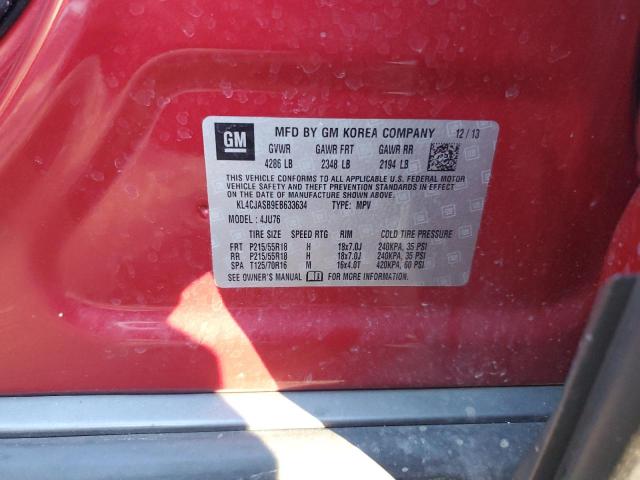 GM
MFD BY GM KOREA COMPANY 12/13
GVWR GAWR FRT GAWR RR
4286 LB 2348 LB 2194 LB
THIS VEHICLE CONFORMS TO ALL APPLICABLE U.S. FEDERAL MOTOR
VEHICLE SAFETY AND THEFT PREVENTION STANDARDS IN EFFECT
ON THE DATE OF MANUFACTURE SHOWN ABOVE.
KL4CJASB9EB633634 TYPE: MPV
MODEL: 4JU76
TIRE SIZE SPEED RTG RIM COLD TIRE PRESSURE
FRT P215/55R18 H 18x7.0J 240KPA, 35 PSI
RR P215/55R18 H 18x7.0J 240KPA, 35 PSI
SPA T125/70R16 M 16x4.0T 420KPA, 60 PSI
SEE OWNER'S MANUAL FOR MORE INFORMATION.